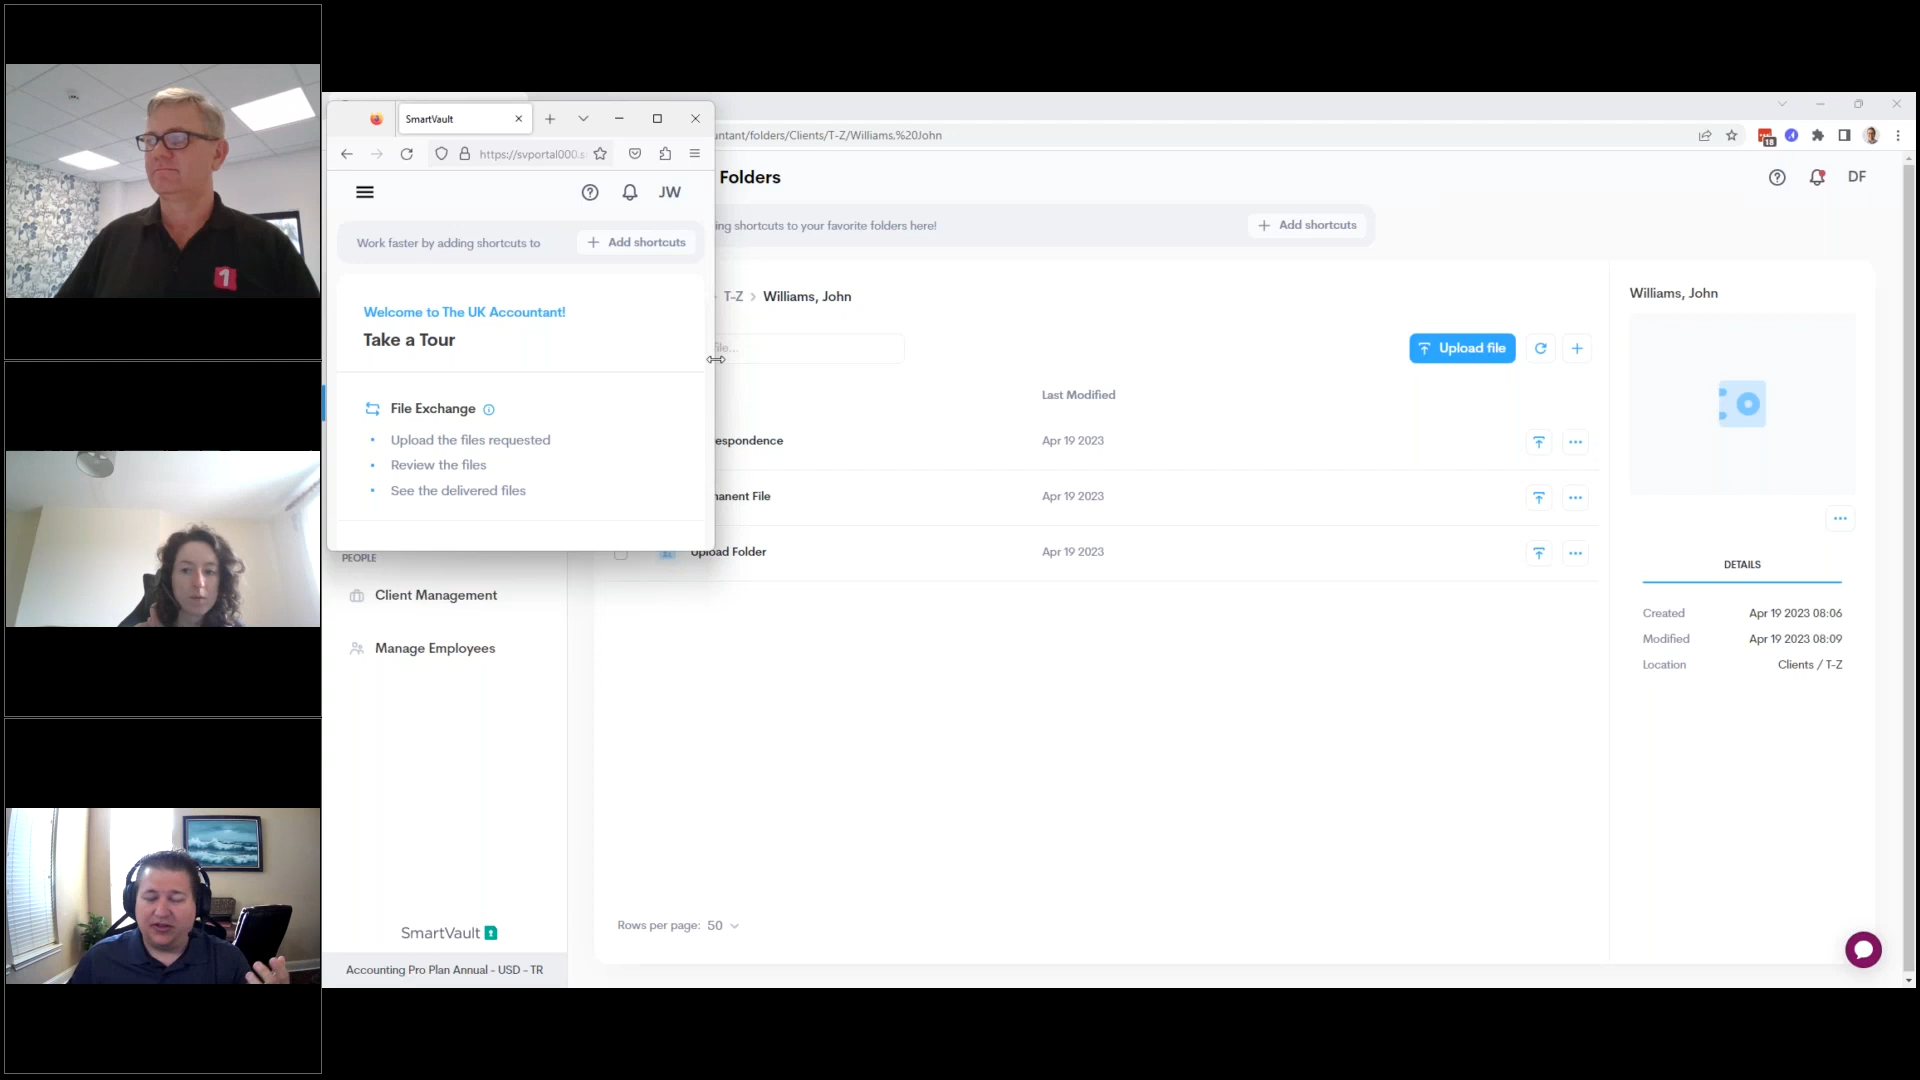 SmartVault
https://svportal000.s
JW
Work faster by adding shortcuts to
Add shortcuts
Welcome to The UK Accountant!
Take a Tour
File Exchange
Upload the files requested
Review the files
See the delivered files
untant/folders/Clients/T-Z/Williams,%20John
18
Folders
DF
ing shortcuts to your favorite folders here!
Add shortcuts
T-Z > Williams, John
file...
Upload file
Last Modified
espondence
Apr 19 2023
nanent File
Apr 19 2023
Upload Folder
Apr 19 2023
PEOPLE
Client Management
Manage Employees
SmartVault
Accounting Pro Plan Annual - USD - TR
Rows per page: 50
Williams, John
DETAILS
Created Apr 19 2023 08:06
Modified Apr 19 2023 08:09
Location Clients / T-Z
1